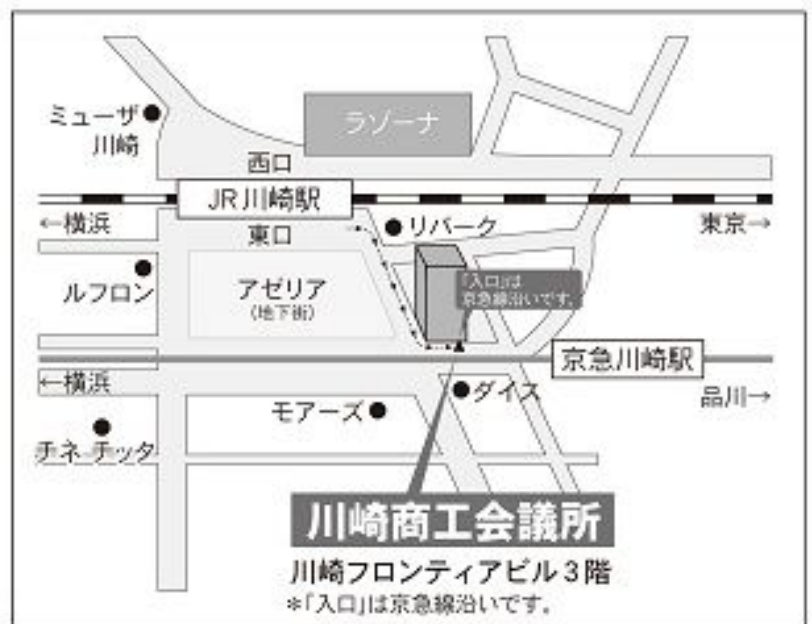 ミューザ
川崎
ラゾーナ
西口
JR川崎駅
←横浜
東京→
東口
リバーク
ルフロン
アゼリア
(地下街)
「入口」は
京急線沿いです。
京急川崎駅
←横浜
品川→
ダイス
モアーズ
チネ チッタ
川崎商工会議所
川崎フロンティアビル3階
*「入口」は京急線沿いです。